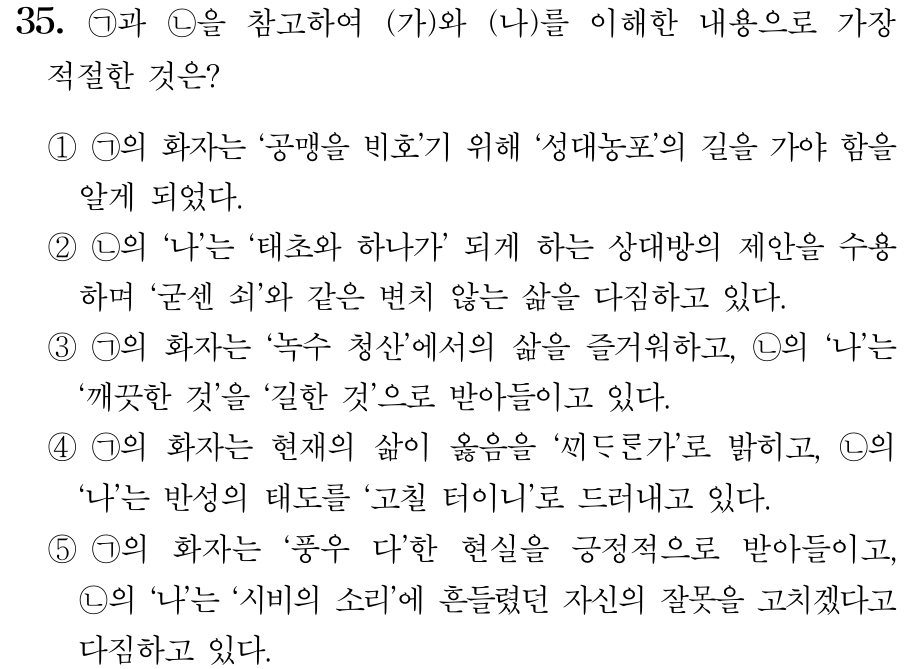 35. ㉠과 ㉡을 참고하여 (가)와 (나)를 이해한 내용으로 가장
적절한 것은?
① ㉠의 화자는 ‘공맹을 비호’기 위해 ‘성대농포’의 길을 가야 함을
알게 되었다.
② ㉡의 ‘나’는 ‘태초와 하나가’ 되게 하는 상대방의 제안을 수용
하며 ‘굳센 쇠’와 같은 변치 않는 삶을 다짐하고 있다.
③ ㉠의 화자는 ‘녹수 청산’에서의 삶을 즐거워하고, ㉡의 ‘나’는
‘깨끗한 것’을 ‘길한 것’으로 받아들이고 있다.
④ ㉠의 화자는 현재의 삶이 옳음을 ‘ᄭᅵᄃᆞ론가’로 밝히고, ㉡의
‘나’는 반성의 태도를 ‘고칠 터이니’로 드러내고 있다.
⑤ ㉠의 화자는 ‘풍우 다’한 현실을 긍정적으로 받아들이고,
㉡의 ‘나’는 ‘시비의 소리’에 흔들렸던 자신의 잘못을 고치겠다고
다짐하고 있다.